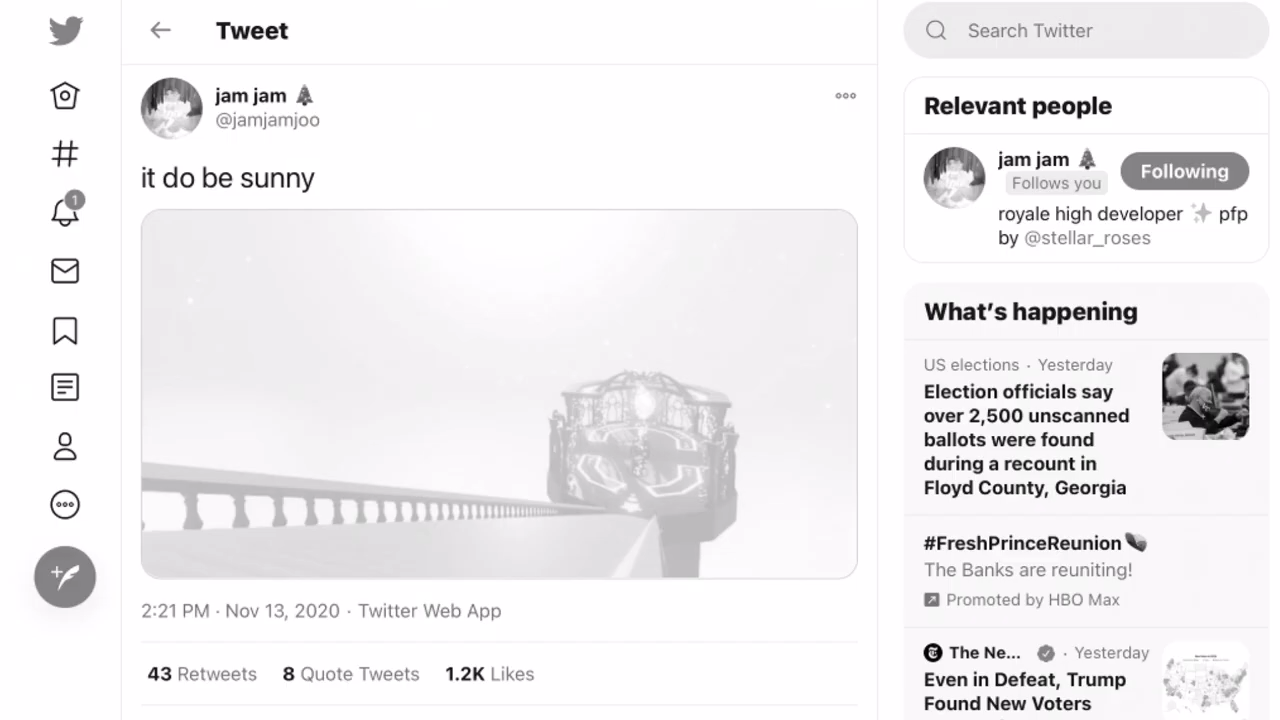 Tweet
jam jam
@jamjamjoo
it do be sunny
2:21 PM · Nov 13, 2020 · Twitter Web App
43 Retweets 8 Quote Tweets 1.2K Likes
1
Search Twitter
Relevant people
jam jam
Follows you
Following
royale high developer ✨ pfp
by @stellar_roses
What's happening
US elections · Yesterday
Election officials say
over 2,500 unscanned
ballots were found
during a recount in
Floyd County, Georgia
#FreshPrinceReunion
The Banks are reuniting!
Promoted by HBO Max
The Ne... · Yesterday
Even in Defeat, Trump
Found New Voters